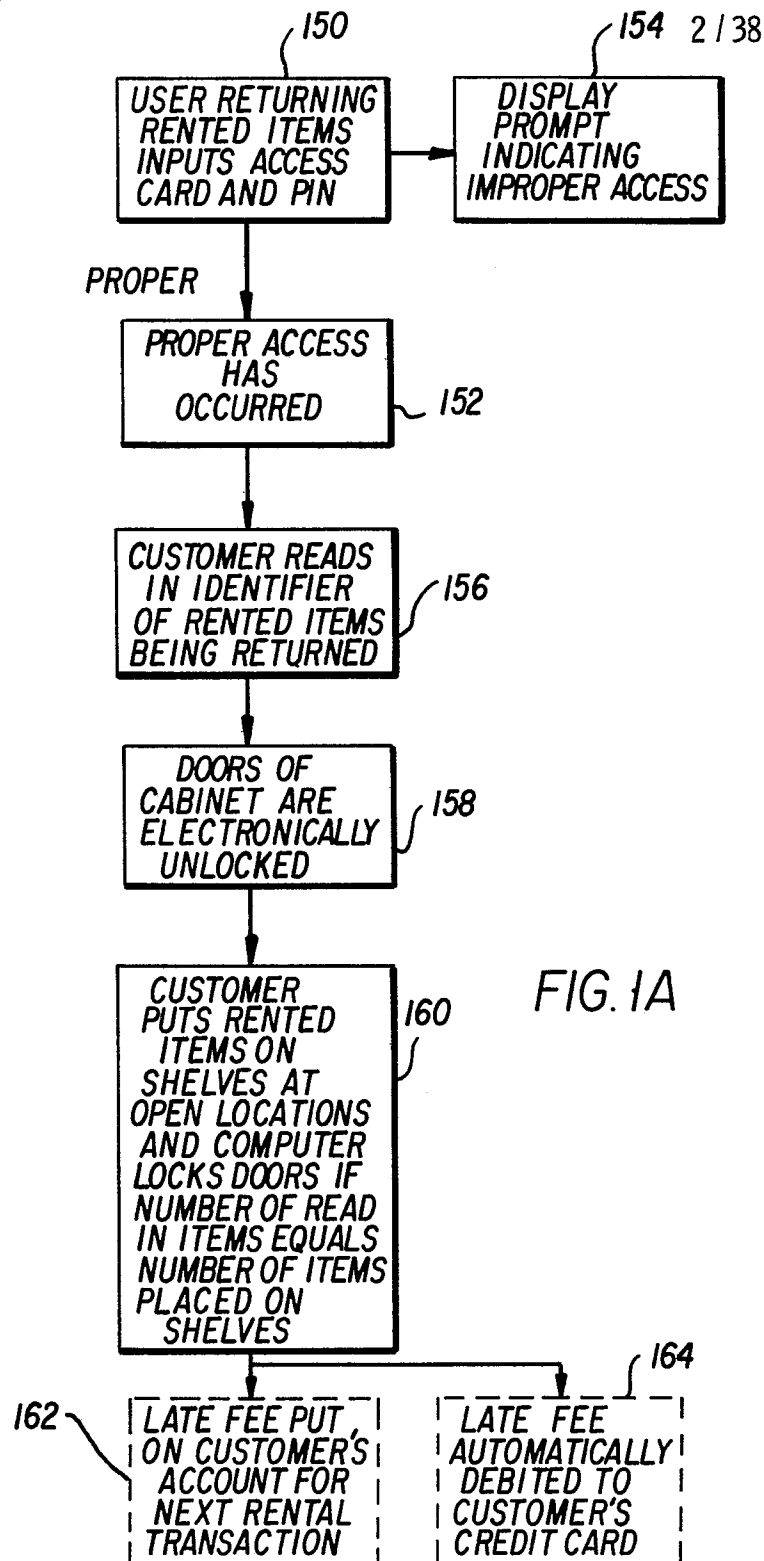 150
154 2/38
USER RETURNING
RENTED ITEMS
INPUTS ACCESS
CARD AND PIN
DISPLAY
PROMPT
INDICATING
IMPROPER ACCESS
PROPER
PROPER ACCESS
HAS
OCCURRED
152
CUSTOMER READS
IN IDENTIFIER
OF RENTED ITEMS
BEING RETURNED
156
DOORS OF
CABINET ARE
ELECTRONICALLY
UNLOCKED
158
CUSTOMER
PUTS RENTED
ITEMS ON
SHELVES AT
OPEN LOCATIONS
AND COMPUTER
LOCKS DOORS IF
NUMBER OF READ
IN ITEMS EQUALS
NUMBER OF ITEMS
PLACED ON
SHELVES
160
FIG. 1A
162
LATE FEE PUT
ON CUSTOMER'S
ACCOUNT FOR
NEXT RENTAL
TRANSACTION
164
LATE FEE
AUTOMATICALLY
DEBITED TO
CUSTOMER'S
CREDIT CARD